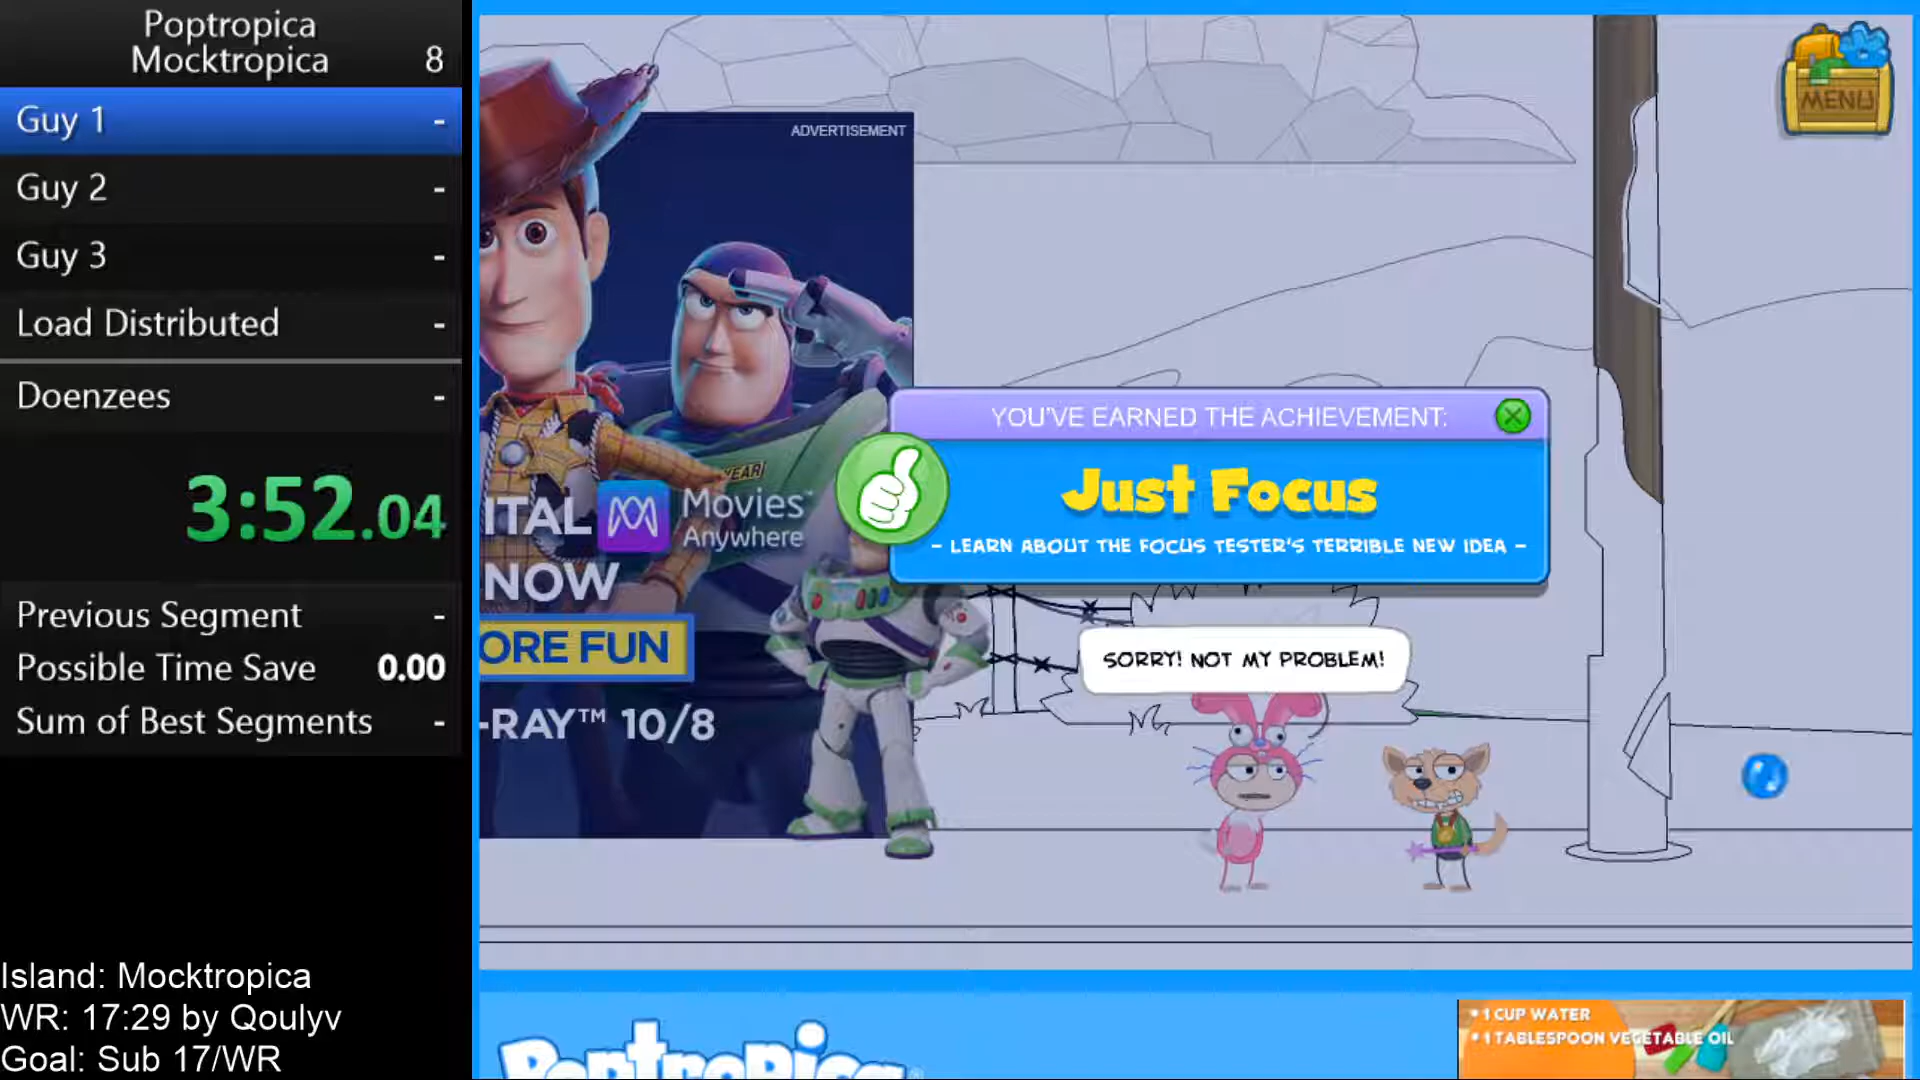 Poptropica
Mocktropica 8
Guy 1 -
Guy 2 -
Guy 3 -
Load Distributed -
Doenzees -
3:52.04
Previous Segment -
Possible Time Save 0.00
Sum of Best Segments -
Island: Mocktropica
WR: 17:29 by Qoulyv
Goal: Sub 17/WR
ADVERTISEMENT
MENU
YEAR!
ITAL Movies
Anywhere
NOW
ORE FUN
-RAY™ 10/8
YOU'VE EARNED THE ACHIEVEMENT:
Just Focus
- LEARN ABOUT THE FOCUS TESTER'S TERRIBLE NEW IDEA -
SORRY! NOT MY PROBLEM!
Poptropica
• 1 CUP WATER
• 1 TABLESPOON VEGETABLE OIL